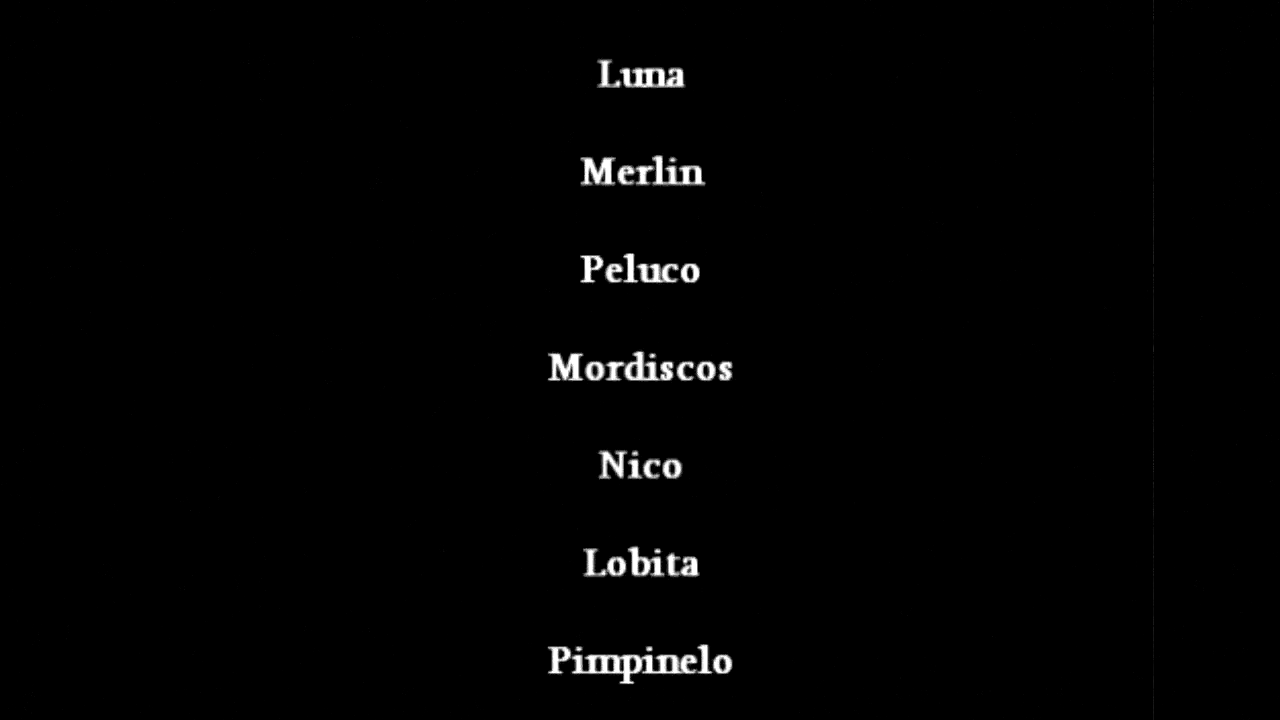 Luna
Merlin
Peluco
Mordiscos
Nico
Lobita
Pimpinelo